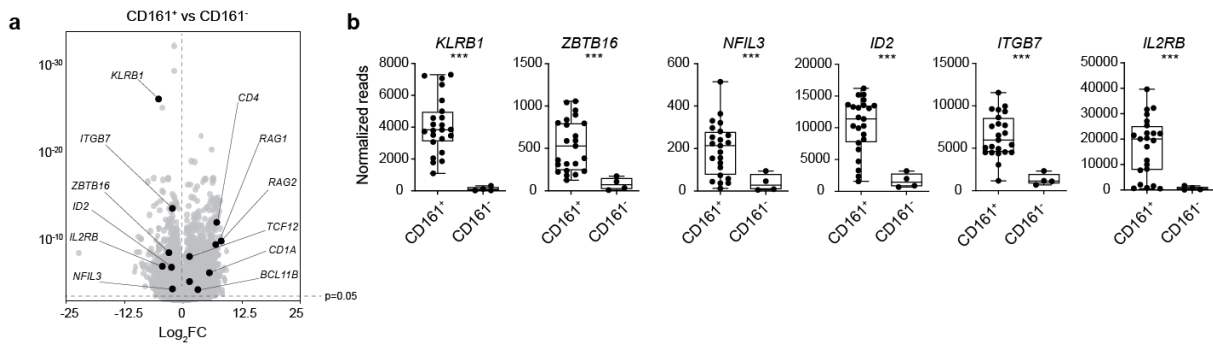 a
CD161⁺ vs CD161⁻
10⁻³⁰
10⁻²⁰
10⁻¹⁰
KLRB1
CD4
ITGB7
RAG1
RAG2
ZBTB16
ID2
TCF12
IL2RB
CD1A
NFIL3
BCL11B
p=0.05
-25
-12.5
0
12.5
25
Log₂FC
b
Normalized reads
KLRB1
***
8000
6000
4000
2000
0
CD161⁺
CD161⁻
ZBTB16
***
1500
1000
500
0
CD161⁺
CD161⁻
NFIL3
***
600
400
200
0
CD161⁺
CD161⁻
ID2
***
20000
15000
10000
5000
0
CD161⁺
CD161⁻
ITGB7
***
15000
10000
5000
0
CD161⁺
CD161⁻
IL2RB
***
50000
40000
30000
20000
10000
0
CD161⁺
CD161⁻